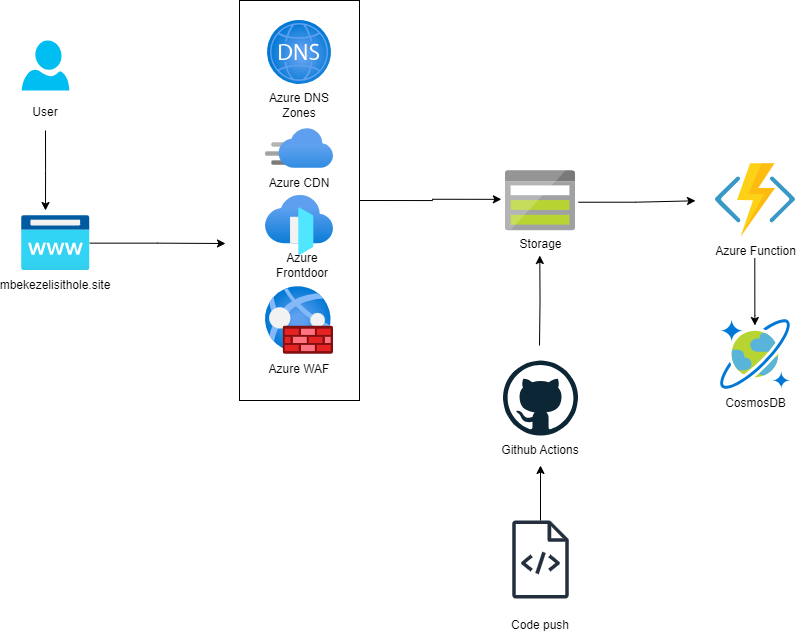 User
www
mbekezelisithole.site
DNS
Azure DNS
Zones
Azure CDN
Azure
Frontdoor
Azure WAF
Storage
Azure Function
CosmosDB
Github Actions
</>
Code push